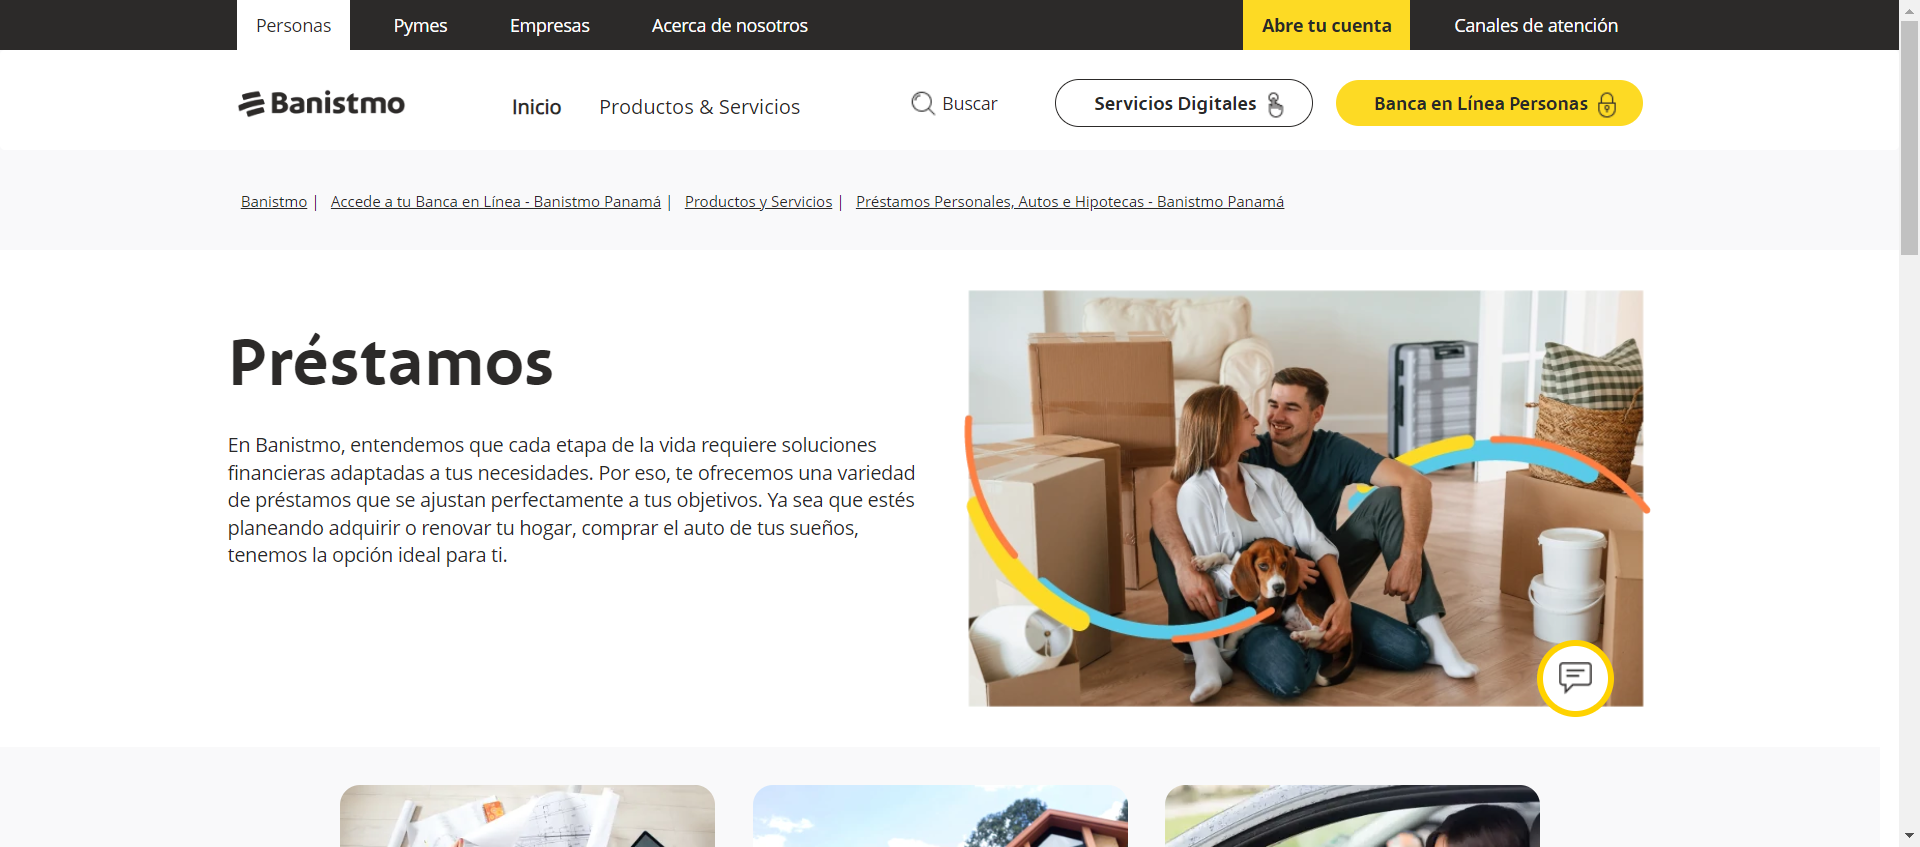 Personas Pymes Empresas Acerca de nosotros Abre tu cuenta Canales de atención
Banistmo Inicio Productos & Servicios Buscar Servicios Digitales Banca en Línea Personas
Banistmo | Accede a tu Banca en Línea - Banistmo Panamá | Productos y Servicios | Préstamos Personales, Autos e Hipotecas - Banistmo Panamá
Préstamos
En Banistmo, entendemos que cada etapa de la vida requiere soluciones
financieras adaptadas a tus necesidades. Por eso, te ofrecemos una variedad
de préstamos que se ajustan perfectamente a tus objetivos. Ya sea que estés
planeando adquirir o renovar tu hogar, comprar el auto de tus sueños,
tenemos la opción ideal para ti.